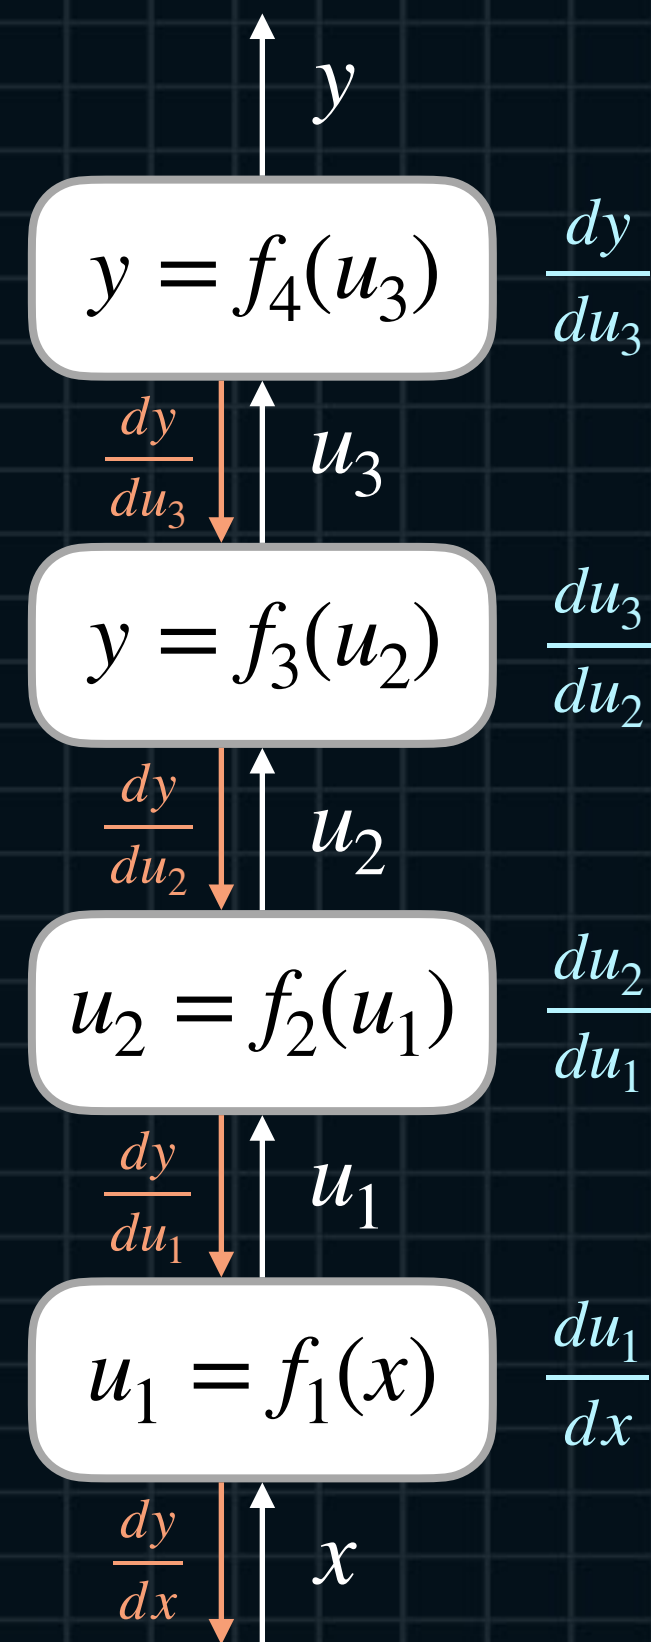 y
y = f₄(u₃)
dy/du₃
dy/du₃
u₃
y = f₃(u₂)
du₃/du₂
dy/du₂
u₂
u₂ = f₂(u₁)
du₂/du₁
dy/du₁
u₁
u₁ = f₁(x)
du₁/dx
dy/dx
x